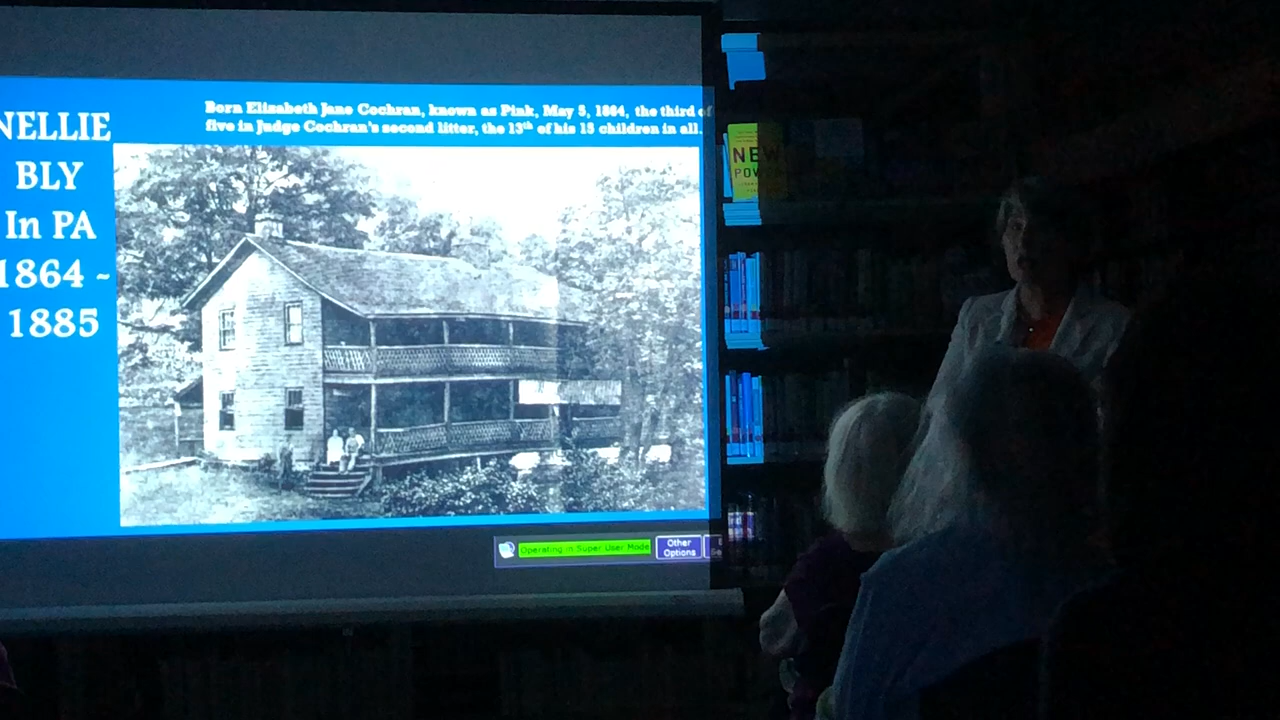 NELLIE
BLY
In PA
1864 -
1885
Born Elizabeth Jane Cochran, known as Pink, May 5, 1864, the third of
five in Judge Cochran's second litter, the 13th of his 15 children in all.
NEW
POW
Operating in Super User Mode
Other
Options